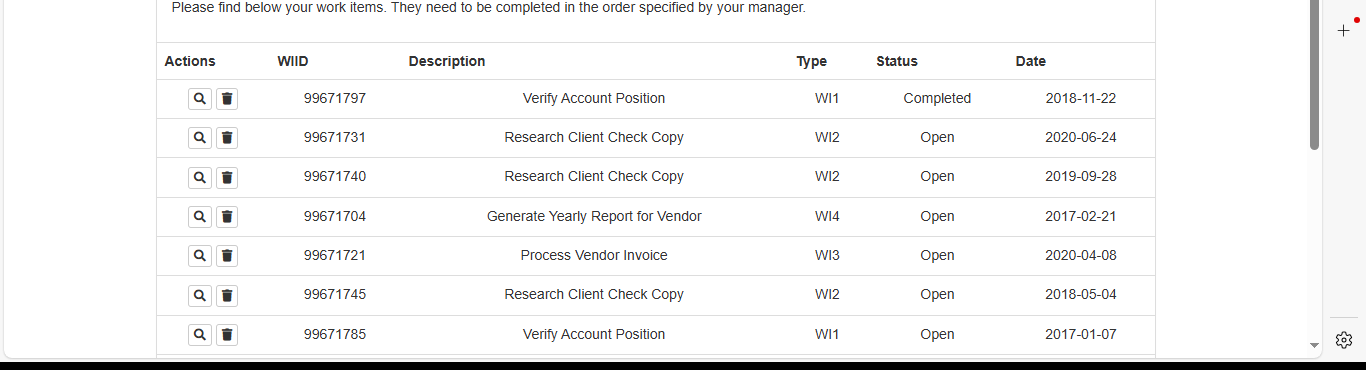 Please find below your work items. They need to be completed in the order specified by your manager.
Actions WIID Description Type Status Date
99671797 Verify Account Position WI1 Completed 2018-11-22
99671731 Research Client Check Copy WI2 Open 2020-06-24
99671740 Research Client Check Copy WI2 Open 2019-09-28
99671704 Generate Yearly Report for Vendor WI4 Open 2017-02-21
99671721 Process Vendor Invoice WI3 Open 2020-04-08
99671745 Research Client Check Copy WI2 Open 2018-05-04
99671785 Verify Account Position WI1 Open 2017-01-07